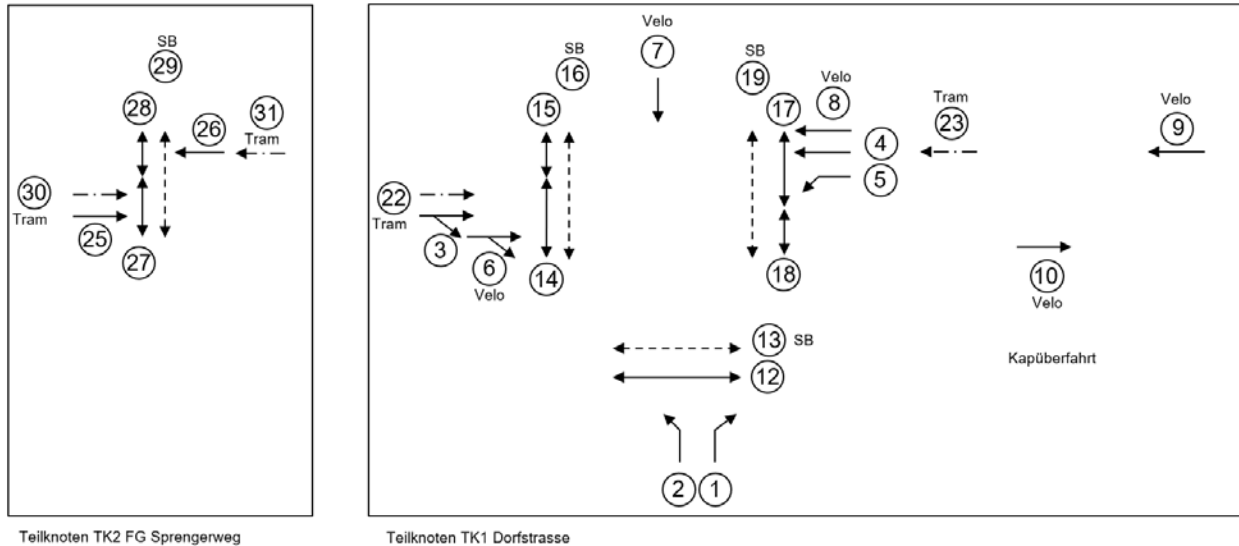 SB
29
28
26
31
Tram
30
Tram
25
27
Teilknoten TK2 FG Sprengerweg
Velo
7
SB
16
15
SB
19
17
Velo
8
4
5
Tram
23
Velo
9
22
Tram
3
6
Velo
14
18
10
Velo
13 SB
12
Kapüberfahrt
2 1
Teilknoten TK1 Dorfstrasse